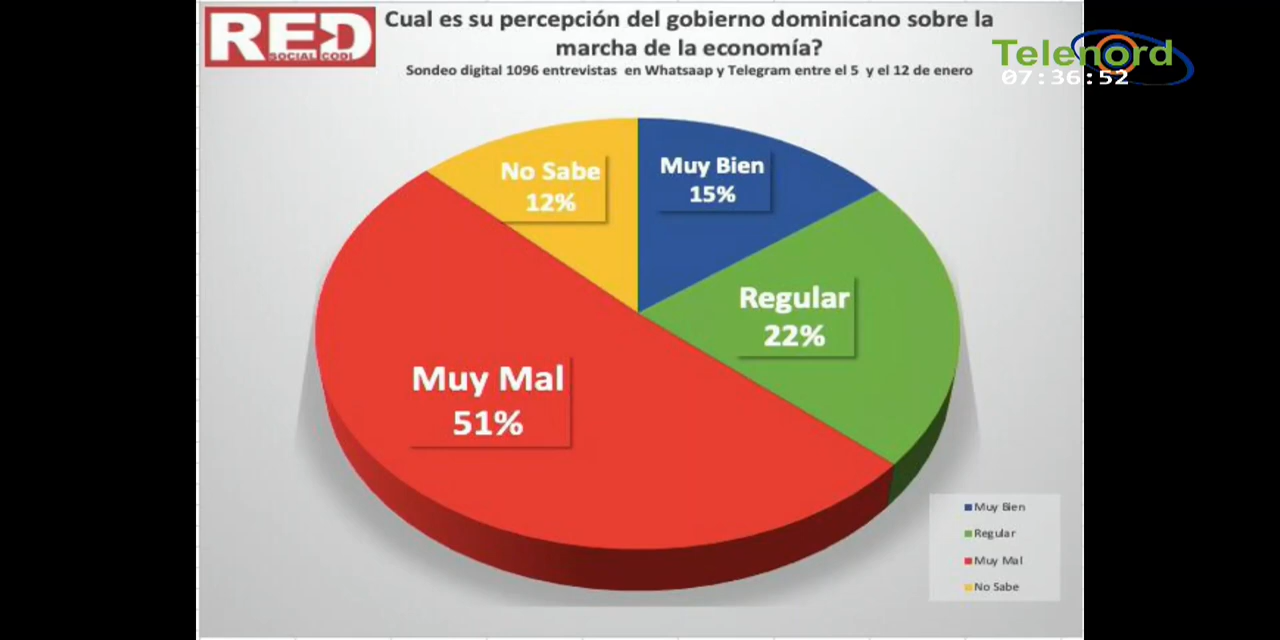 RED
SOCIAL CODI
Cual es su percepción del gobierno dominicano sobre la
marcha de la economía?
Sondeo digital 1096 entrevistas en Whatsaap y Telegram entre el 5 y el 12 de enero
Telenord
07:36:52
No Sabe
12%
Muy Bien
15%
Regular
22%
Muy Mal
51%
Muy Bien
Regular
Muy Mal
No Sabe